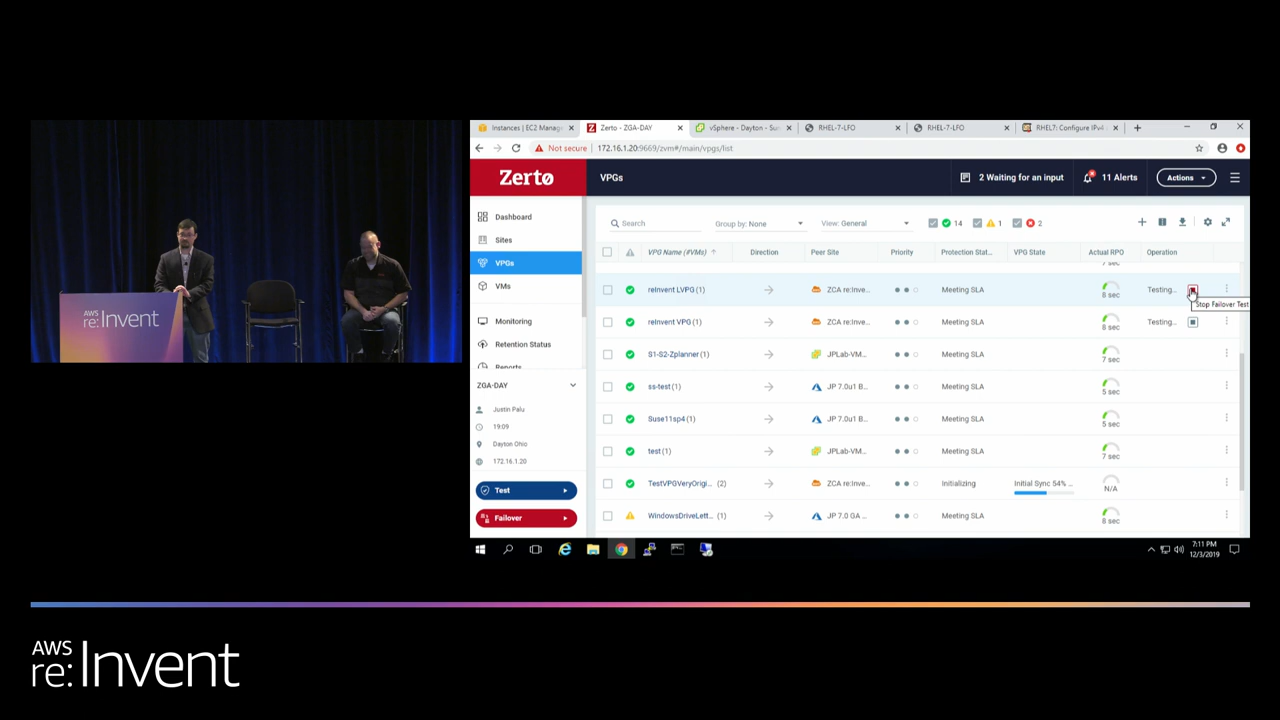 AWS
re:Invent
Instances | EC2 Manag
Zerto - ZGA-DAY
vSphere - Dayton - Su
RHEL-7-LFO
RHEL-7-LFO
RHEL7: Configure IPv4
Not secure
172.16.1.20:9669/zvm#/main/vpgs/list
Zerto
VPGs
2 Waiting for an input
11 Alerts
Actions
Dashboard
Sites
VPGs
VMs
Monitoring
Retention Status
Reports
ZGA-DAY
Justin Palu
19:09
Dayton Ohio
172.16.1.20
Test
Failover
Search
Group by: None
View: General
14
1
2
VPG Name (#VMs) Direction Peer Site Priority Protection Stat... VPG State Actual RPO Operation
7 sec
reInvent LVPG (1) ZCA re:Inve... Meeting SLA 8 sec Testing...
Stop Failover Test
reInvent VPG (1) ZCA re:Inve... Meeting SLA 8 sec Testing...
S1-S2-Zplanner (1) JPLab-VM... Meeting SLA 7 sec
ss-test (1) JP 7.0u1 B... Meeting SLA 5 sec
Suse11sp4 (1) JP 7.0u1 B... Meeting SLA 5 sec
test (1) JPLab-VM... Meeting SLA 7 sec
TestVPGVeryOrigi... (2) ZCA re:Inve... Initializing Initial Sync 54% ... N/A
WindowsDriveLett... (1) JP 7.0 GA ... Meeting SLA 8 sec
7:11 PM
12/3/2019
AWS
re:Invent